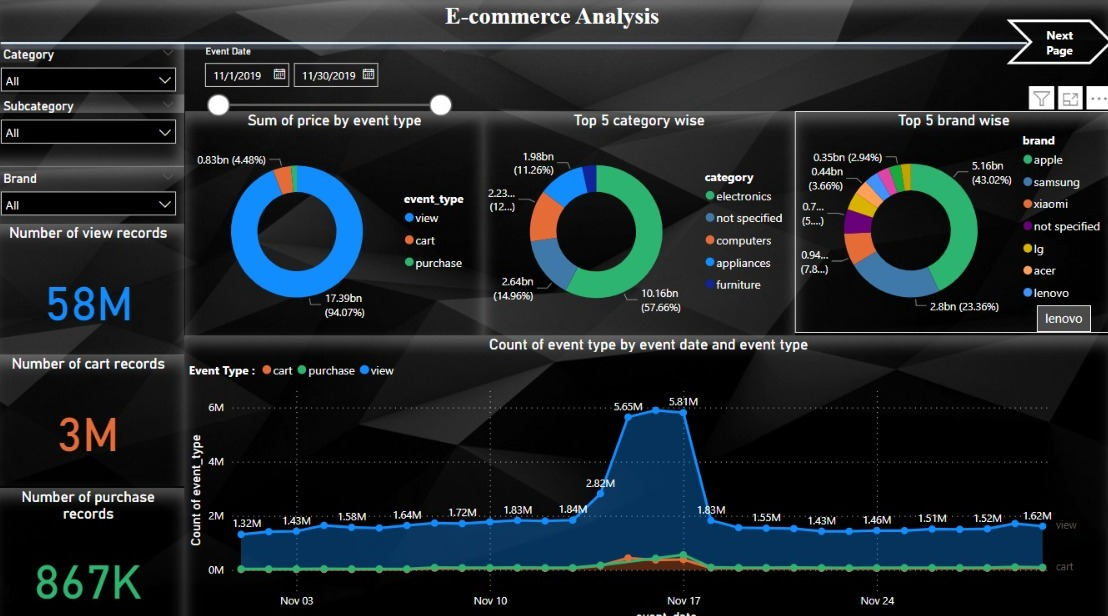 E-commerce Analysis
Next
Page
Category
All
Subcategory
All
Brand
All
Event Date
11/1/2019
11/30/2019
Number of view records
58M
Number of cart records
3M
Number of purchase
records
867K
Sum of price by event type
0.83bn (4.48%)
17.39bn
(94.07%)
event_type
view
cart
purchase
Top 5 category wise
1.98bn
(11.26%)
2.23...
(12...)
2.64bn
(14.96%)
10.16bn
(57.66%)
category
electronics
not specified
computers
appliances
furniture
Top 5 brand wise
0.35bn (2.94%)
0.44bn
(3.66%)
0.7...
(5....)
0.94...
(7.8...)
5.16bn
(43.02%)
2.8bn (23.36%)
brand
apple
samsung
xiaomi
not specified
lg
acer
lenovo
lenovo
Count of event type by event date and event type
Event Type : cart purchase view
Count of event_type
6M
4M
2M
0M
1.32M
1.43M
1.58M
1.64M
1.72M
1.83M
1.84M
2.82M
5.65M
5.81M
1.83M
1.55M
1.43M
1.46M
1.51M
1.52M
1.62M
view
cart
Nov 03
Nov 10
Nov 17
Nov 24
event_date